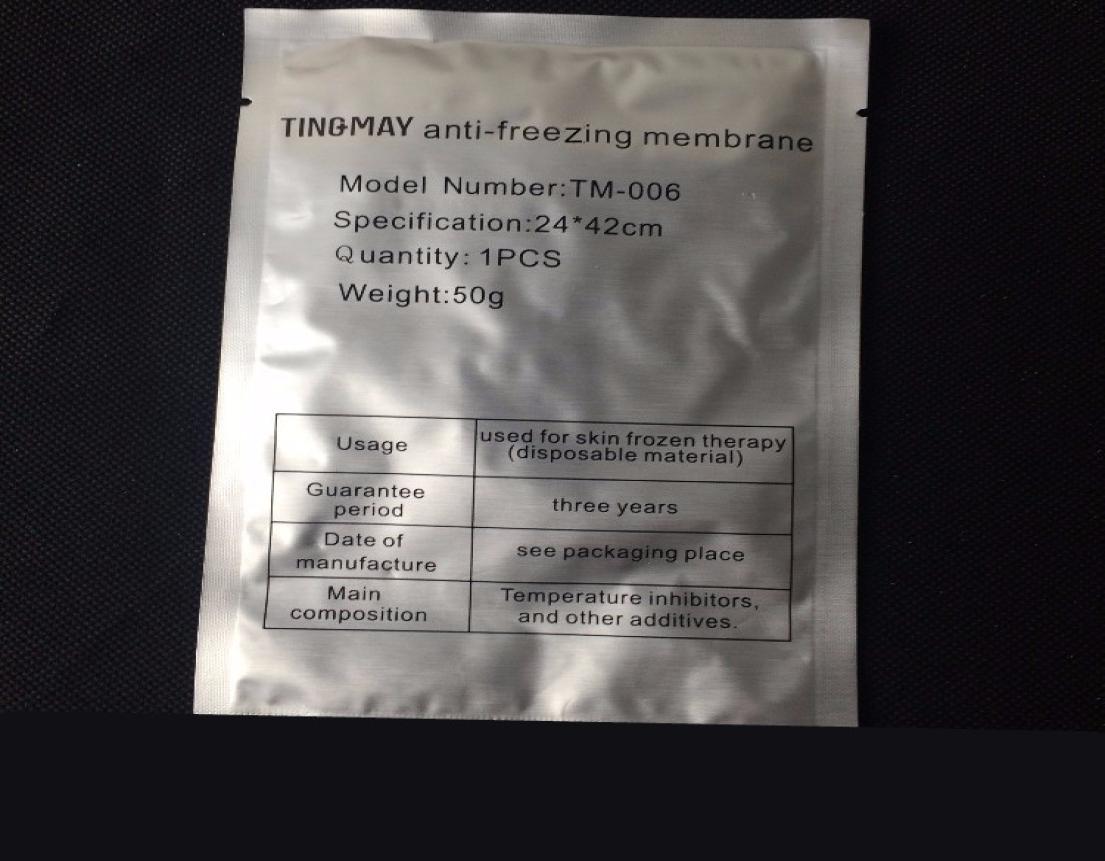 TINGMAY anti-freezing membrane
Model Number:TM-006
Specification:24*42cm
Quantity: 1PCS
Weight:50g
Usage
used for skin frozen therapy
(disposable material)
Guarantee
period
three years
Date of
manufacture
see packaging place
Main
composition
Temperature inhibitors,
and other additives.